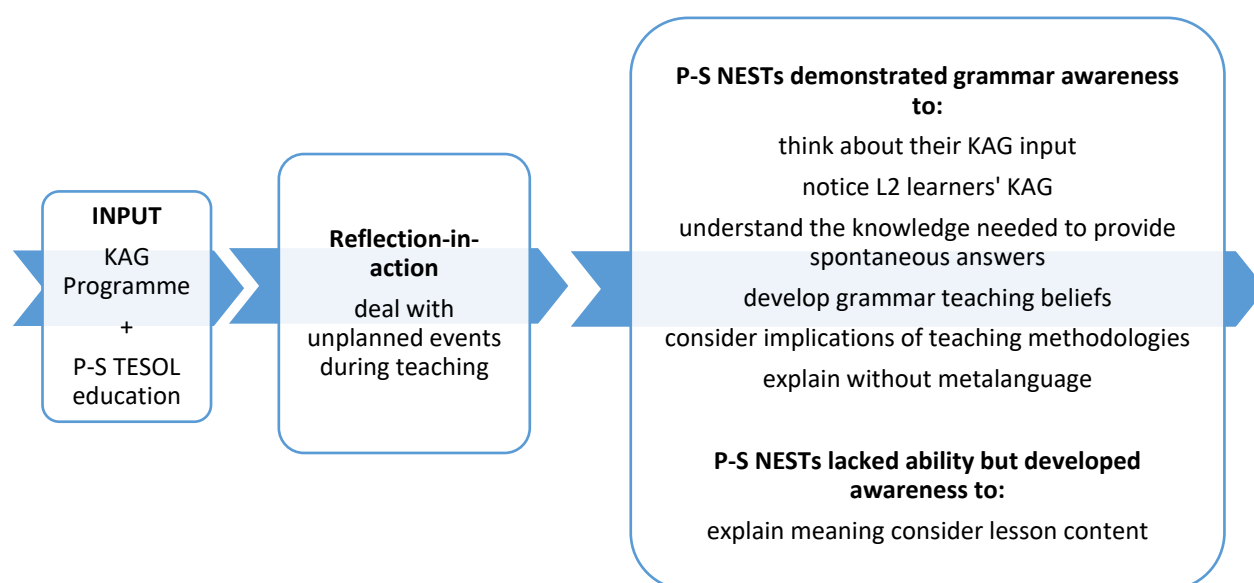 INPUT
KAG
Programme
+
P-S TESOL
education
Reflection-in-
action
deal with
unplanned events
during teaching
P-S NESTs demonstrated grammar awareness
to:
think about their KAG input
notice L2 learners' KAG
understand the knowledge needed to provide
spontaneous answers
develop grammar teaching beliefs
consider implications of teaching methodologies
explain without metalanguage
P-S NESTs lacked ability but developed
awareness to:
explain meaning consider lesson content